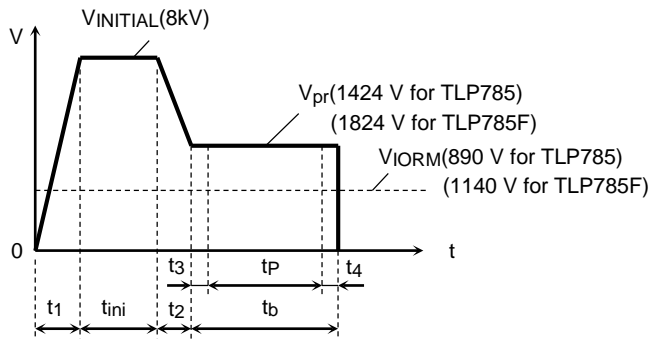 VINITIAL(8kV)
V
Vpr(1424 V for TLP785)
(1824 V for TLP785F)
VIORM(890 V for TLP785)
(1140 V for TLP785F)
0
t
t3
tP
t4
t1
tini
t2
tb